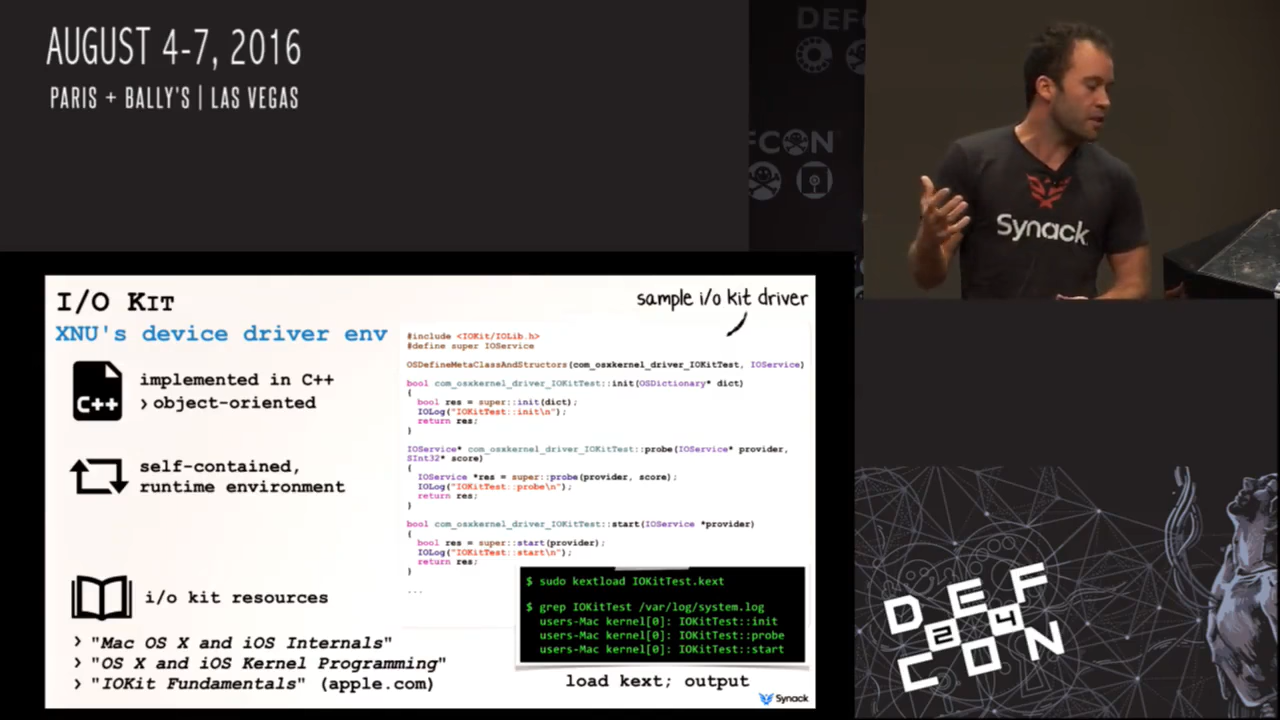 AUGUST 4-7, 2016
PARIS + BALLY'S | LAS VEGAS
DEFC
FCON
Synack
I/O KIT
XNU's device driver env
sample i/o kit driver
implemented in C++
› object-oriented
C++
self-contained,
runtime environment
#include <IOKit/IOLib.h>
#define super IOService
OSDefineMetaClassAndStructors(com_osxkernel_driver_IOKitTest, IOService)
bool com_osxkernel_driver_IOKitTest::init(OSDictionary* dict)
{
bool res = super::init(dict);
IOLog("IOKitTest::init\n");
return res;
}
IOService* com_osxkernel_driver_IOKitTest::probe(IOService* provider,
SInt32* score)
{
IOService *res = super::probe(provider, score);
IOLog("IOKitTest::probe\n");
return res;
}
bool com_osxkernel_driver_IOKitTest::start(IOService *provider)
{
bool res = super::start(provider);
IOLog("IOKitTest::start\n");
return res;
}
...
$ sudo kextload IOKitTest.kext
$ grep IOKitTest /var/log/system.log
users-Mac kernel[0]: IOKitTest::init
users-Mac kernel[0]: IOKitTest::probe
users-Mac kernel[0]: IOKitTest::start
load kext; output
i/o kit resources
› "Mac OS X and iOS Internals"
› "OS X and iOS Kernel Programming"
› "IOKit Fundamentals" (apple.com)
Synack
DEF
24
CON